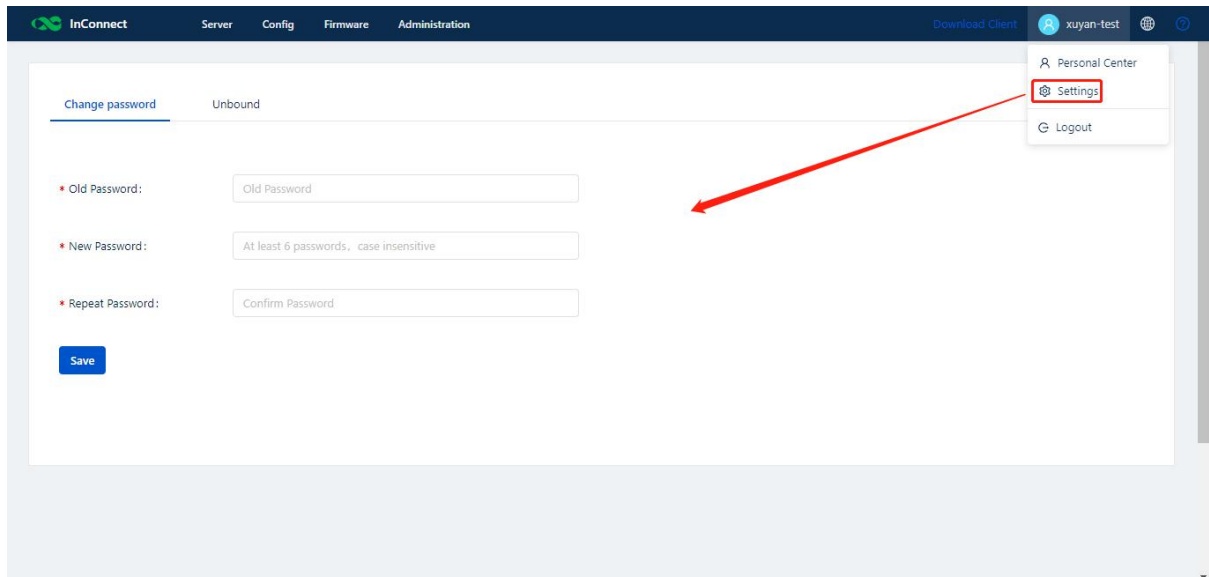 InConnect Server Config Firmware Administration Download Client xuyan-test
Personal Center
Settings
Logout
Change password Unbound
* Old Password: Old Password
* New Password: At least 6 passwords, case insensitive
* Repeat Password: Confirm Password
Save